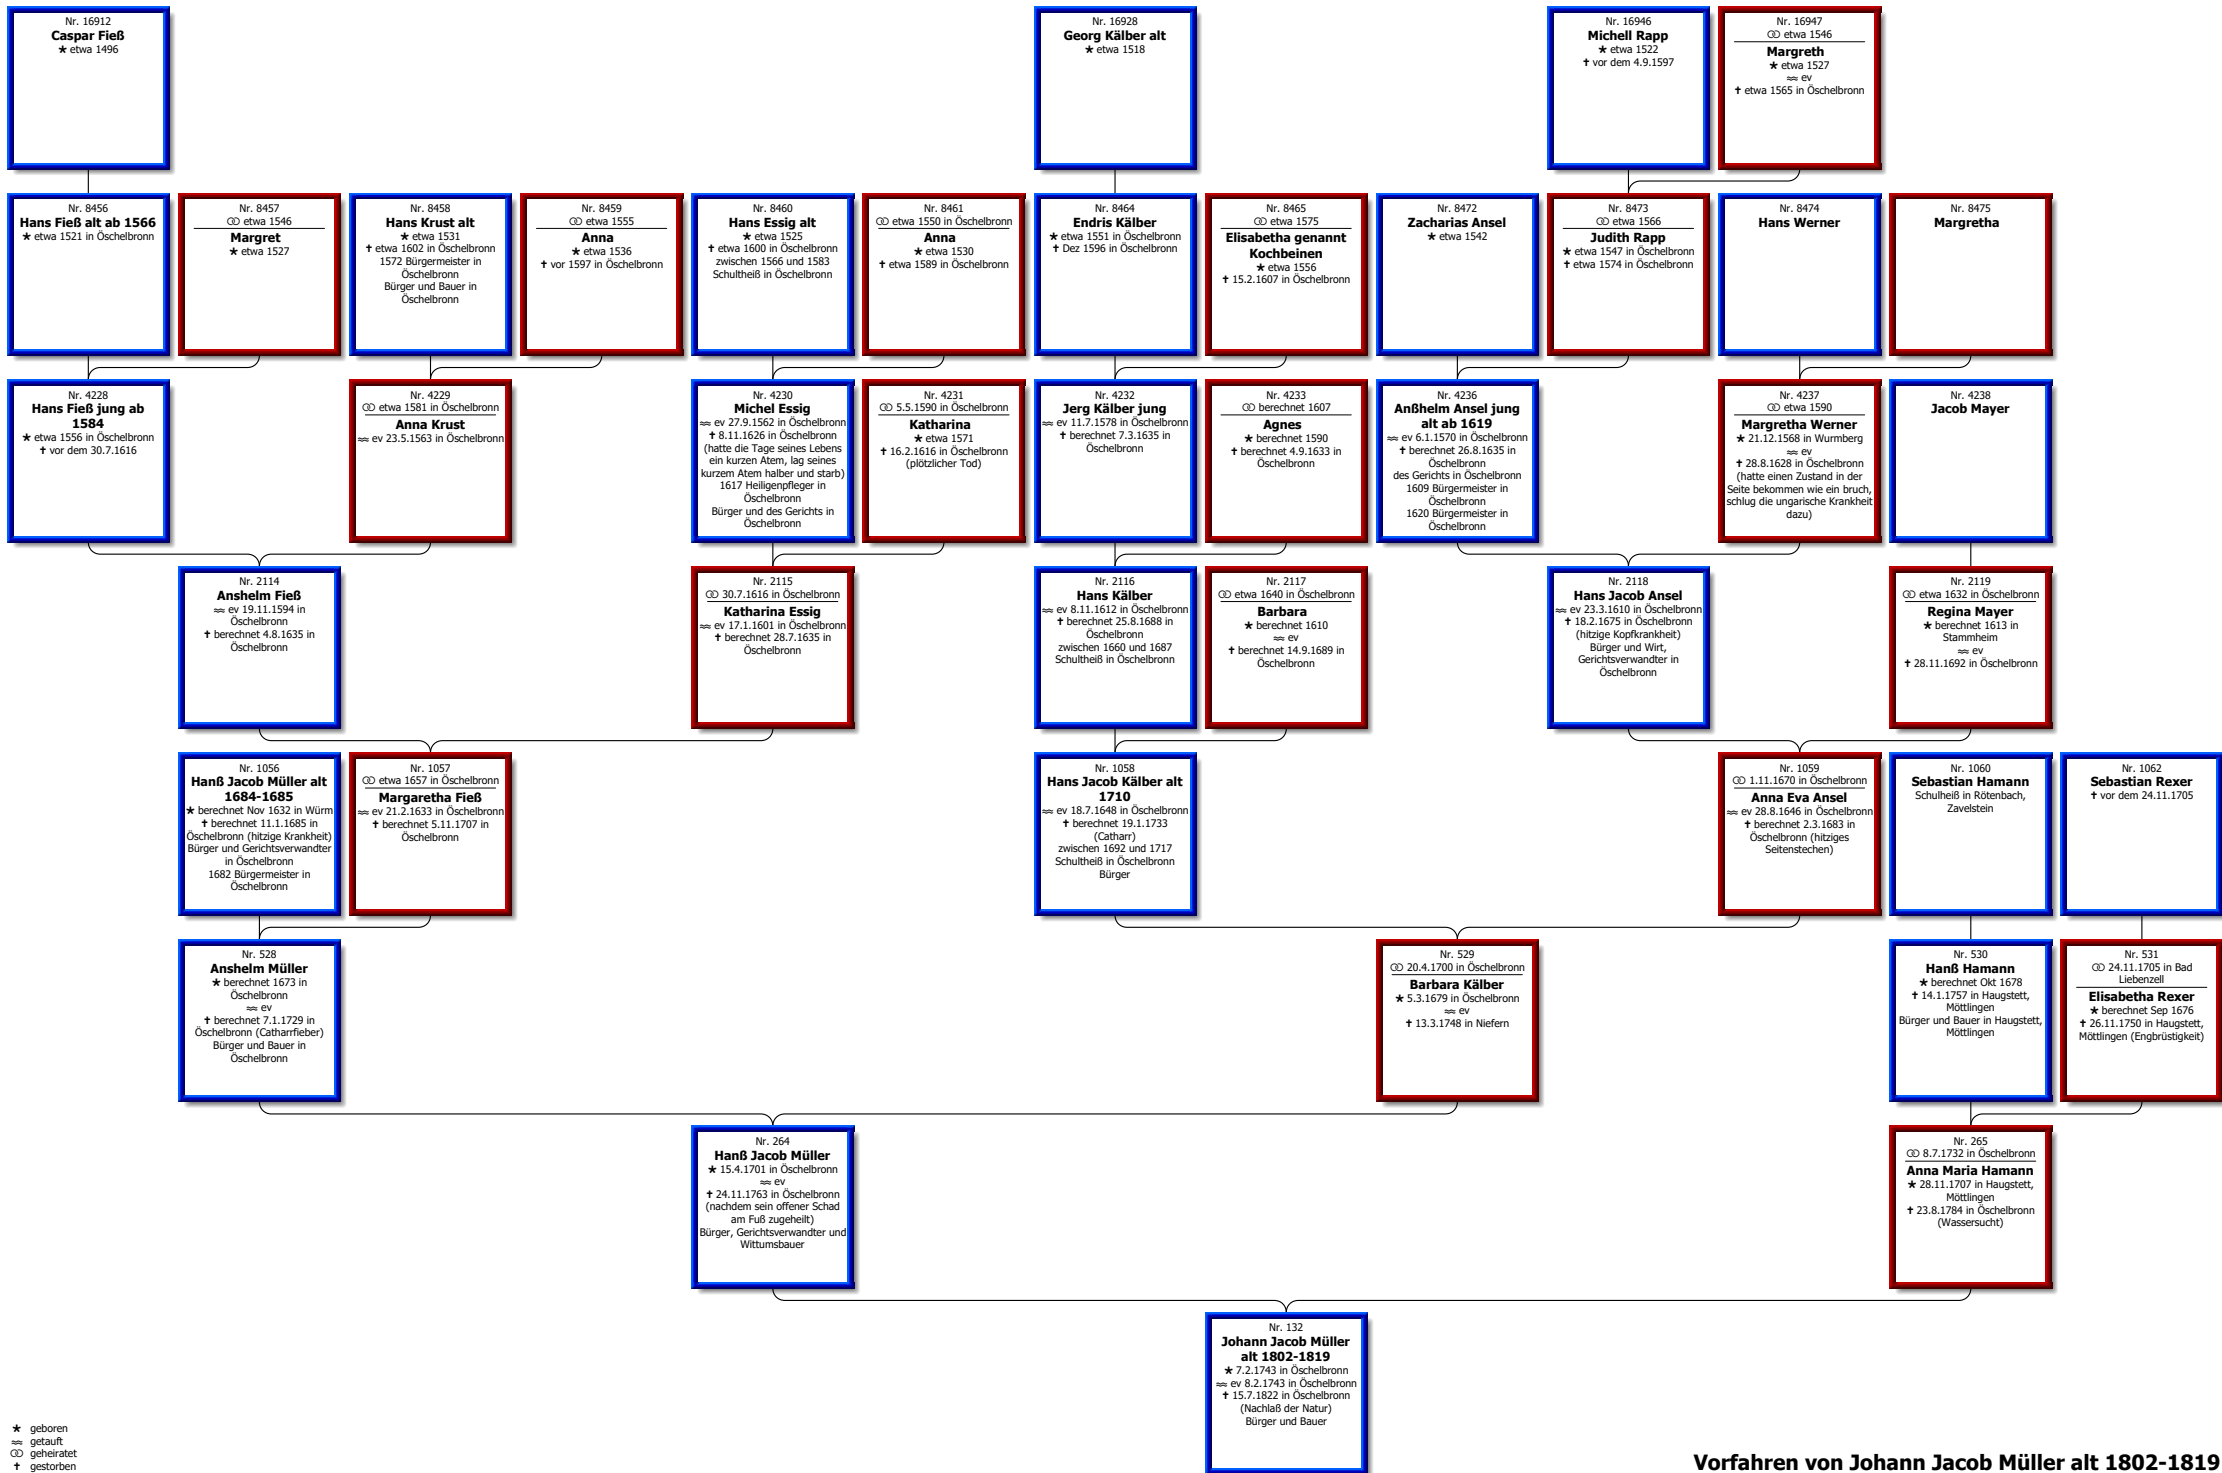 Nr. 16912
Caspar Fieß
★ etwa 1496
Nr. 16928
Georg Kälber alt
★ etwa 1518
Nr. 16946
Michell Rapp
★ etwa 1522
✝ vor dem 4.9.1597
Nr. 16947
⚭ etwa 1546
Margreth
★ etwa 1527
≈ ev
✝ etwa 1565 in Öschelbronn
Nr. 8456
Hans Fieß alt ab 1566
★ etwa 1521 in Öschelbronn
Nr. 8457
⚭ etwa 1546
Margret
★ etwa 1527
Nr. 8458
Hans Krust alt
★ etwa 1531
✝ etwa 1602 in Öschelbronn
1572 Bürgermeister in
Öschelbronn
Bürger und Bauer in
Öschelbronn
Nr. 8459
⚭ etwa 1555
Anna
★ etwa 1536
✝ vor 1597 in Öschelbronn
Nr. 8460
Hans Essig alt
★ etwa 1525
✝ etwa 1600 in Öschelbronn
zwischen 1566 und 1583
Schultheiß in Öschelbronn
Nr. 8461
⚭ etwa 1550 in Öschelbronn
Anna
★ etwa 1530
✝ etwa 1589 in Öschelbronn
Nr. 8464
Endris Kälber
★ etwa 1551 in Öschelbronn
✝ Dez 1596 in Öschelbronn
Nr. 8465
⚭ etwa 1575
Elisabetha genannt
Kochbeinen
★ etwa 1556
✝ 15.2.1607 in Öschelbronn
Nr. 8472
Zacharias Ansel
★ etwa 1542
Nr. 8473
⚭ etwa 1566
Judith Rapp
★ etwa 1547 in Öschelbronn
✝ etwa 1574 in Öschelbronn
Nr. 8474
Hans Werner
Nr. 8475
Margretha
Nr. 4228
Hans Fieß jung ab
1584
★ etwa 1556 in Öschelbronn
✝ vor dem 30.7.1616
Nr. 4229
⚭ etwa 1581 in Öschelbronn
Anna Krust
≈ ev 23.5.1563 in Öschelbronn
Nr. 4230
Michel Essig
≈ ev 27.9.1562 in Öschelbronn
✝ 8.11.1626 in Öschelbronn
(hatte die Tage seines Lebens
ein kurzen Atem, lag seines
kurzem Atem halber und starb)
1617 Heiligenpfleger in
Öschelbronn
Bürger und des Gerichts in
Öschelbronn
Nr. 4231
⚭ 5.5.1590 in Öschelbronn
Katharina
★ etwa 1571
✝ 16.2.1616 in Öschelbronn
(plötzlicher Tod)
Nr. 4232
Jerg Kälber jung
≈ ev 11.7.1578 in Öschelbronn
✝ berechnet 7.3.1635 in
Öschelbronn
Nr. 4233
⚭ berechnet 1607
Agnes
★ berechnet 1590
✝ berechnet 4.9.1633 in
Öschelbronn
Nr. 4236
Anßhelm Ansel jung
alt ab 1619
≈ ev 6.1.1570 in Öschelbronn
✝ berechnet 26.8.1635 in
Öschelbronn
des Gerichts in Öschelbronn
1609 Bürgermeister in
Öschelbronn
1620 Bürgermeister in
Öschelbronn
Nr. 4237
⚭ etwa 1590
Margretha Werner
★ 21.12.1568 in Wurmberg
≈ ev
✝ 28.8.1628 in Öschelbronn
(hatte einen Zustand in der
Seite bekommen wie ein bruch,
schlug die ungarische Krankheit
dazu)
Nr. 4238
Jacob Mayer
Nr. 2114
Anshelm Fieß
≈ ev 19.11.1594 in
Öschelbronn
✝ berechnet 4.8.1635 in
Öschelbronn
Nr. 2115
⚭ 30.7.1616 in Öschelbronn
Katharina Essig
≈ ev 17.1.1601 in Öschelbronn
✝ berechnet 28.7.1635 in
Öschelbronn
Nr. 2116
Hans Kälber
≈ ev 8.11.1612 in Öschelbronn
✝ berechnet 25.8.1688 in
Öschelbronn
zwischen 1660 und 1687
Schultheiß in Öschelbronn
Nr. 2117
⚭ etwa 1640 in Öschelbronn
Barbara
★ berechnet 1610
≈ ev
✝ berechnet 14.9.1689 in
Öschelbronn
Nr. 2118
Hans Jacob Ansel
≈ ev 23.3.1610 in Öschelbronn
✝ 18.2.1675 in Öschelbronn
(hitzige Kopfkrankheit)
Bürger und Wirt,
Gerichtsverwandter in
Öschelbronn
Nr. 2119
⚭ etwa 1632 in Öschelbronn
Regina Mayer
★ berechnet 1613 in
Stammheim
≈ ev
✝ 28.11.1692 in Öschelbronn
Nr. 1056
Hanß Jacob Müller alt
1684-1685
★ berechnet Nov 1632 in Würm
✝ berechnet 11.1.1685 in
Öschelbronn (hitzige Krankheit)
Bürger und Gerichtsverwandter
in Öschelbronn
1682 Bürgermeister in
Öschelbronn
Nr. 1057
⚭ etwa 1657 in Öschelbronn
Margaretha Fieß
≈ ev 21.2.1633 in Öschelbronn
✝ berechnet 5.11.1707 in
Öschelbronn
Nr. 1058
Hans Jacob Kälber alt
1710
≈ ev 18.7.1648 in Öschelbronn
✝ berechnet 19.1.1733
(Catharr)
zwischen 1692 und 1717
Schultheiß in Öschelbronn
Bürger
Nr. 1059
⚭ 1.11.1670 in Öschelbronn
Anna Eva Ansel
≈ ev 28.8.1646 in Öschelbronn
✝ berechnet 2.3.1683 in
Öschelbronn (hitziges
Seitenstechen)
Nr. 1060
Sebastian Hamann
Schulheiß in Rötenbach,
Zavelstein
Nr. 1062
Sebastian Rexer
✝ vor dem 24.11.1705
Nr. 528
Anshelm Müller
★ berechnet 1673 in
Öschelbronn
≈ ev
✝ berechnet 7.1.1729 in
Öschelbronn (Catharrfieber)
Bürger und Bauer in
Öschelbronn
Nr. 529
⚭ 20.4.1700 in Öschelbronn
Barbara Kälber
★ 5.3.1679 in Öschelbronn
≈ ev
✝ 13.3.1748 in Niefern
Nr. 530
Hanß Hamann
★ berechnet Okt 1678
✝ 14.1.1757 in Haugstett,
Möttlingen
Bürger und Bauer in Haugstett,
Möttlingen
Nr. 531
⚭ 24.11.1705 in Bad
Liebenzell
Elisabetha Rexer
★ berechnet Sep 1676
✝ 26.11.1750 in Haugstett,
Möttlingen (Engbrüstigkeit)
Nr. 264
Hanß Jacob Müller
★ 15.4.1701 in Öschelbronn
≈ ev
✝ 24.11.1763 in Öschelbronn
(nachdem sein offener Schad
am Fuß zugeheilt)
Bürger, Gerichtsverwandter und
Wittumsbauer
Nr. 265
⚭ 8.7.1732 in Öschelbronn
Anna Maria Hamann
★ 28.11.1707 in Haugstett,
Möttlingen
✝ 23.8.1784 in Öschelbronn
(Wassersucht)
Nr. 132
Johann Jacob Müller
alt 1802-1819
★ 7.2.1743 in Öschelbronn
≈ ev 8.2.1743 in Öschelbronn
✝ 15.7.1822 in Öschelbronn
(Nachlaß der Natur)
Bürger und Bauer
★ geboren
≈ getauft
⚭ geheiratet
✝ gestorben
Vorfahren von Johann Jacob Müller alt 1802-1819